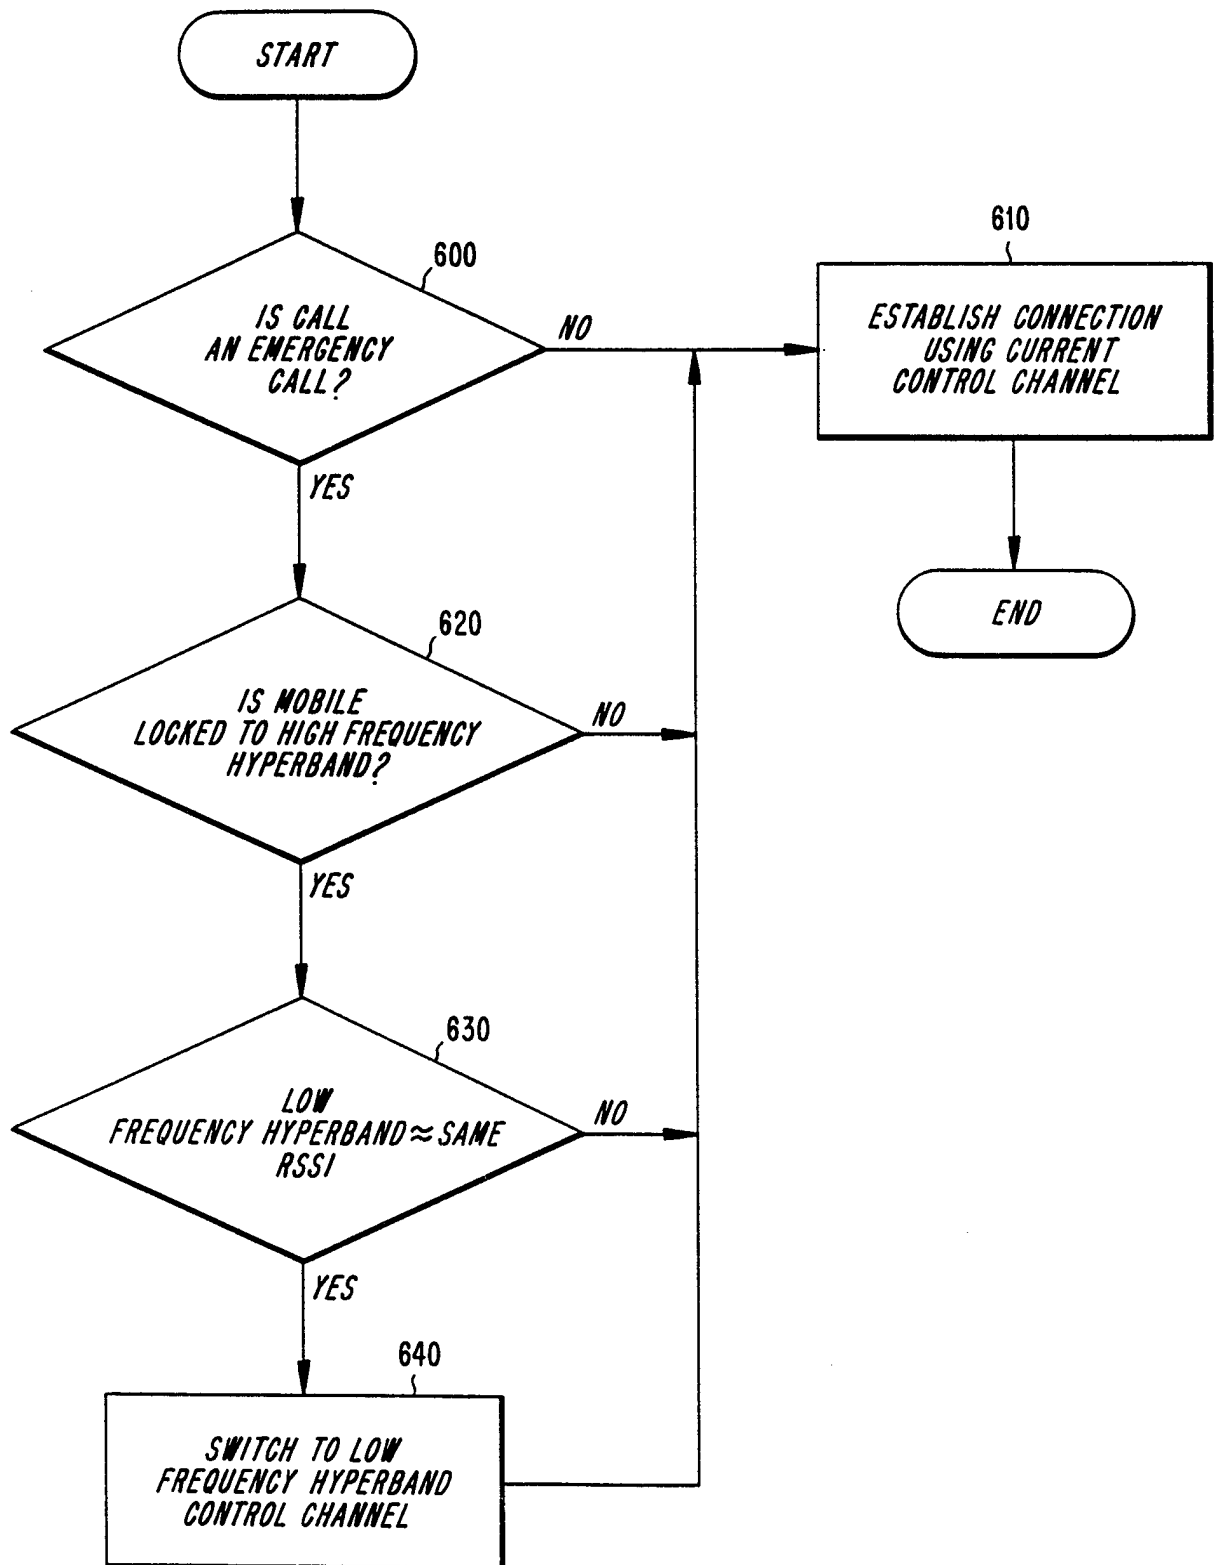 START
600
IS CALL
AN EMERGENCY
CALL?
NO
YES
610
ESTABLISH CONNECTION
USING CURRENT
CONTROL CHANNEL
END
620
IS MOBILE
LOCKED TO HIGH FREQUENCY
HYPERBAND?
NO
YES
630
LOW
FREQUENCY HYPERBAND≈SAME
RSSI
NO
YES
640
SWITCH TO LOW
FREQUENCY HYPERBAND
CONTROL CHANNEL